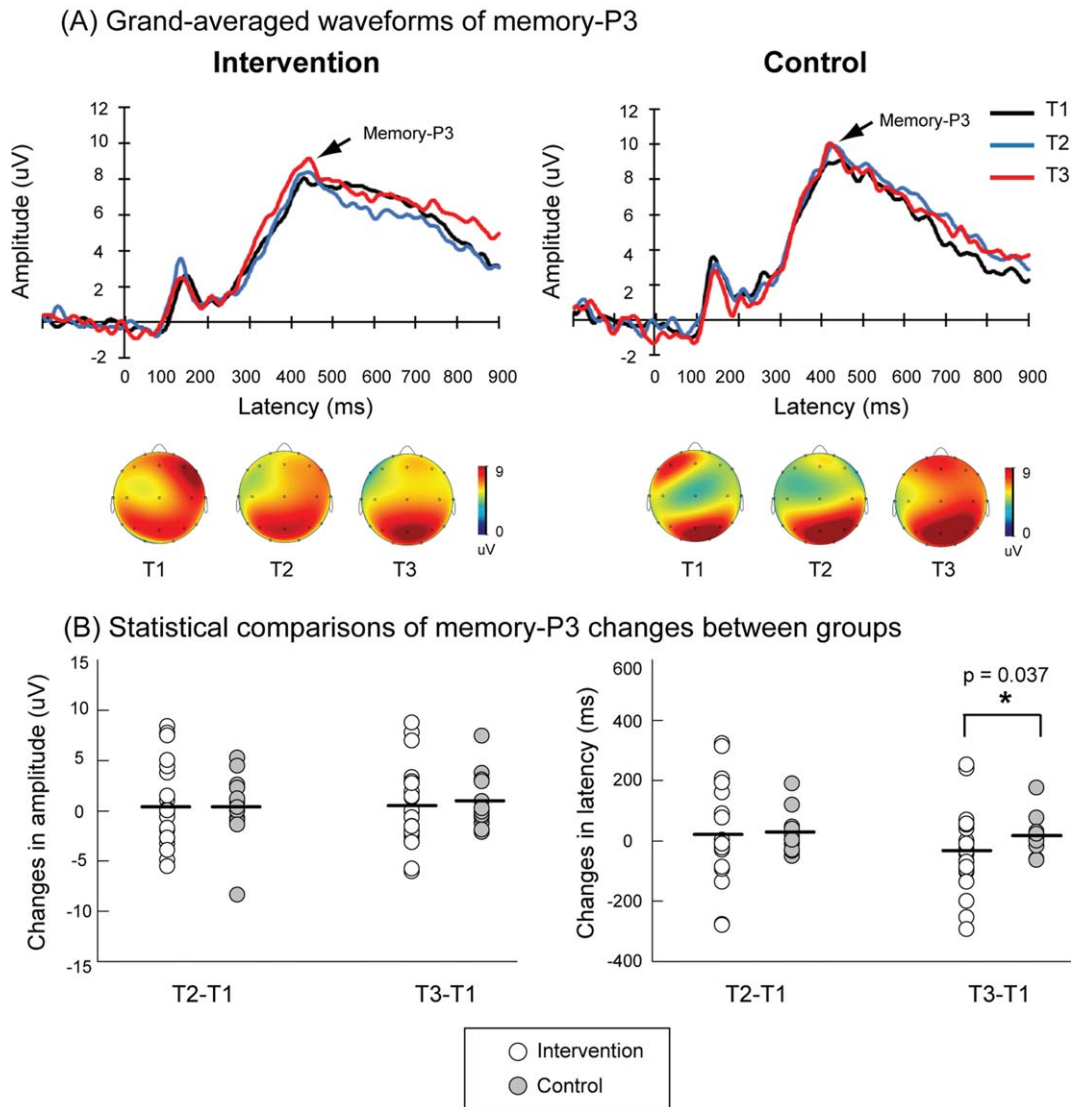 (A) Grand-averaged waveforms of memory-P3
Intervention
Control
12
10
8
6
4
2
-2
Amplitude (uV)
Memory-P3
0 100 200 300 400 500 600 700 800 900
Latency (ms)
12
10
8
6
4
2
-2
Amplitude (uV)
Memory-P3
T1
T2
T3
0 100 200 300 400 500 600 700 800 900
Latency (ms)
9
0
uV
T1 T2 T3
9
0
uV
T1 T2 T3
(B) Statistical comparisons of memory-P3 changes between groups
15
10
5
0
-5
-10
-15
Changes in amplitude (uV)
T2-T1 T3-T1
600
400
200
0
-200
-400
Changes in latency (ms)
p = 0.037
*
T2-T1 T3-T1
Intervention
Control